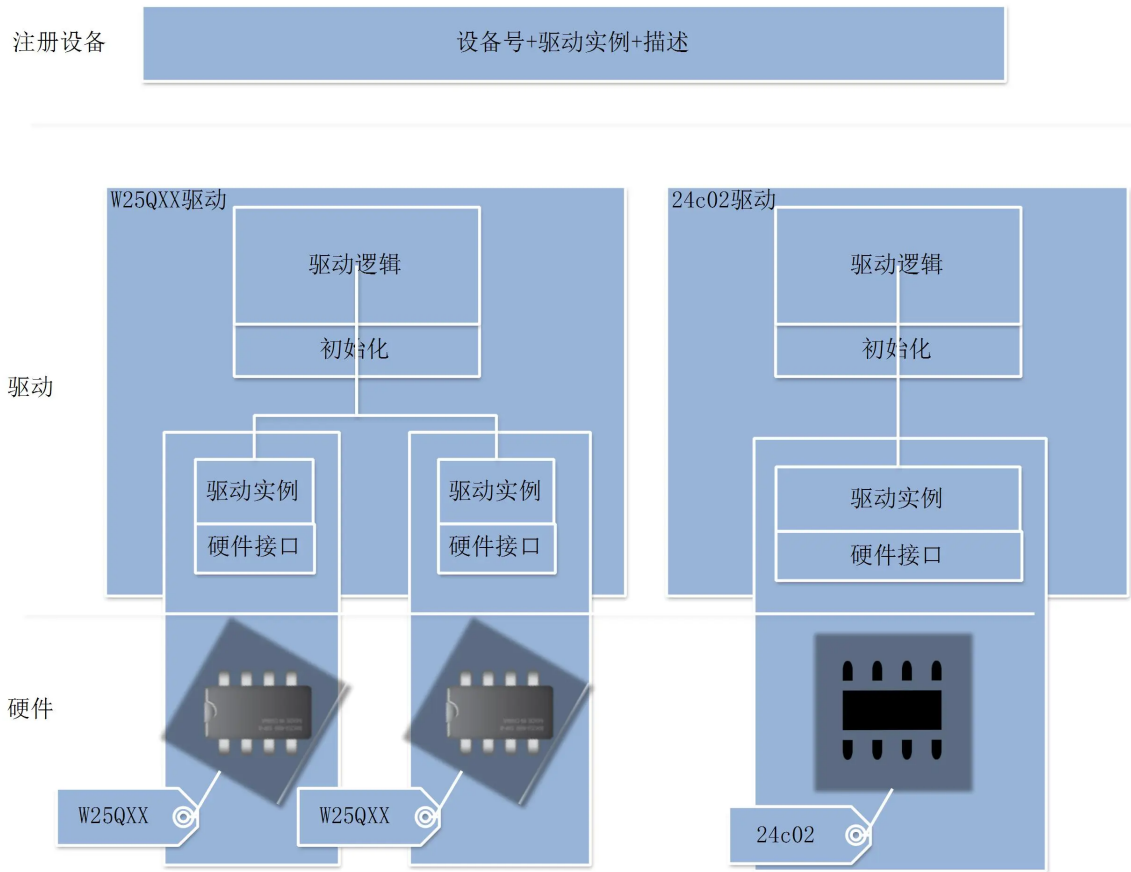 注册设备
设备号+驱动实例+描述
W25QXX驱动
24c02驱动
驱动逻辑
驱动逻辑
初始化
初始化
驱动
驱动实例
驱动实例
驱动实例
硬件接口
硬件接口
硬件接口
硬件
W25QXX
W25QXX
24c02